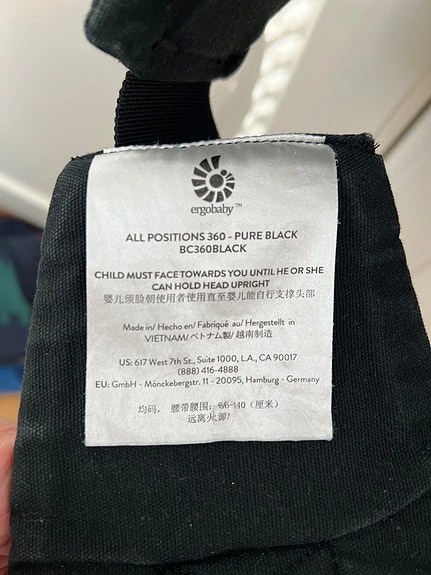 ergobaby™
ALL POSITIONS 360 - PURE BLACK
BC360BLACK
CHILD MUST FACE TOWARDS YOU UNTIL HE OR SHE
CAN HOLD HEAD UPRIGHT
婴儿须脸朝使用者使用直至婴儿能自行支撑头部
Made in/ Hecho en/ Fabriqué au/ Hergestellt in
VIETNAM/ベトナム製/越南制造
US: 617 West 7th St., Suite 1000, L.A., CA 90017
(888) 416-4888
EU: GmbH - Mönckebergstr. 11 - 20095, Hamburg - Germany
均码, 腰带腰围: 66-140 (厘米)
远离火源!